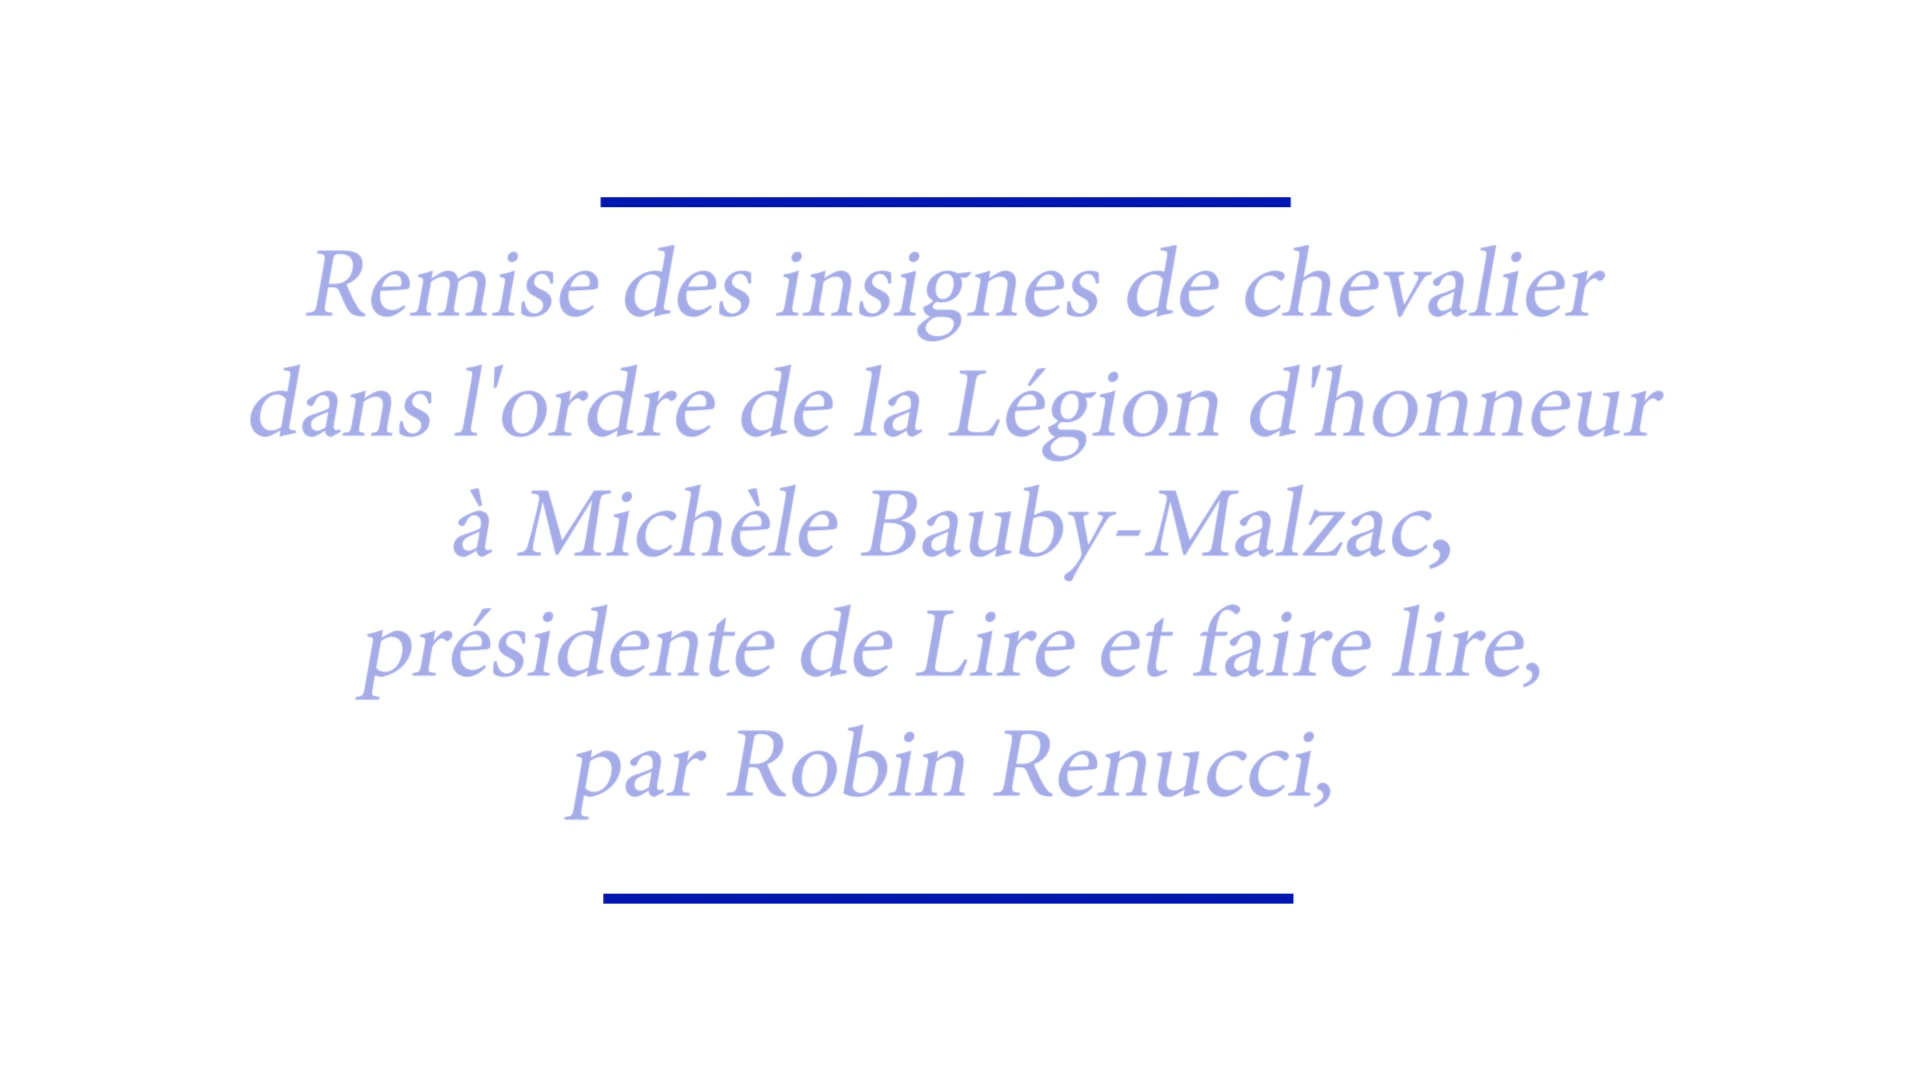 Remise des insignes de chevalier
dans l'ordre de la Légion d'honneur
à Michèle Bauby-Malzac,
présidente de Lire et faire lire,
par Robin Renucci,